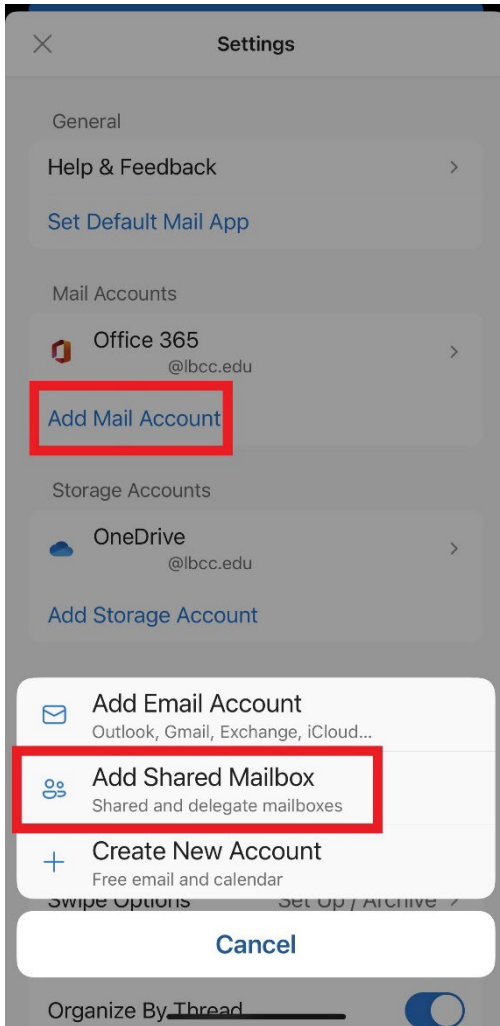 Settings
General
Help & Feedback
Set Default Mail App
Mail Accounts
Office 365
@lbcc.edu
Add Mail Account
Storage Accounts
OneDrive
@lbcc.edu
Add Storage Account
Add Email Account
Outlook, Gmail, Exchange, iCloud...
Add Shared Mailbox
Shared and delegate mailboxes
Create New Account
Free email and calendar
Swipe Options Set Up / Archive
Cancel
Organize By Thread